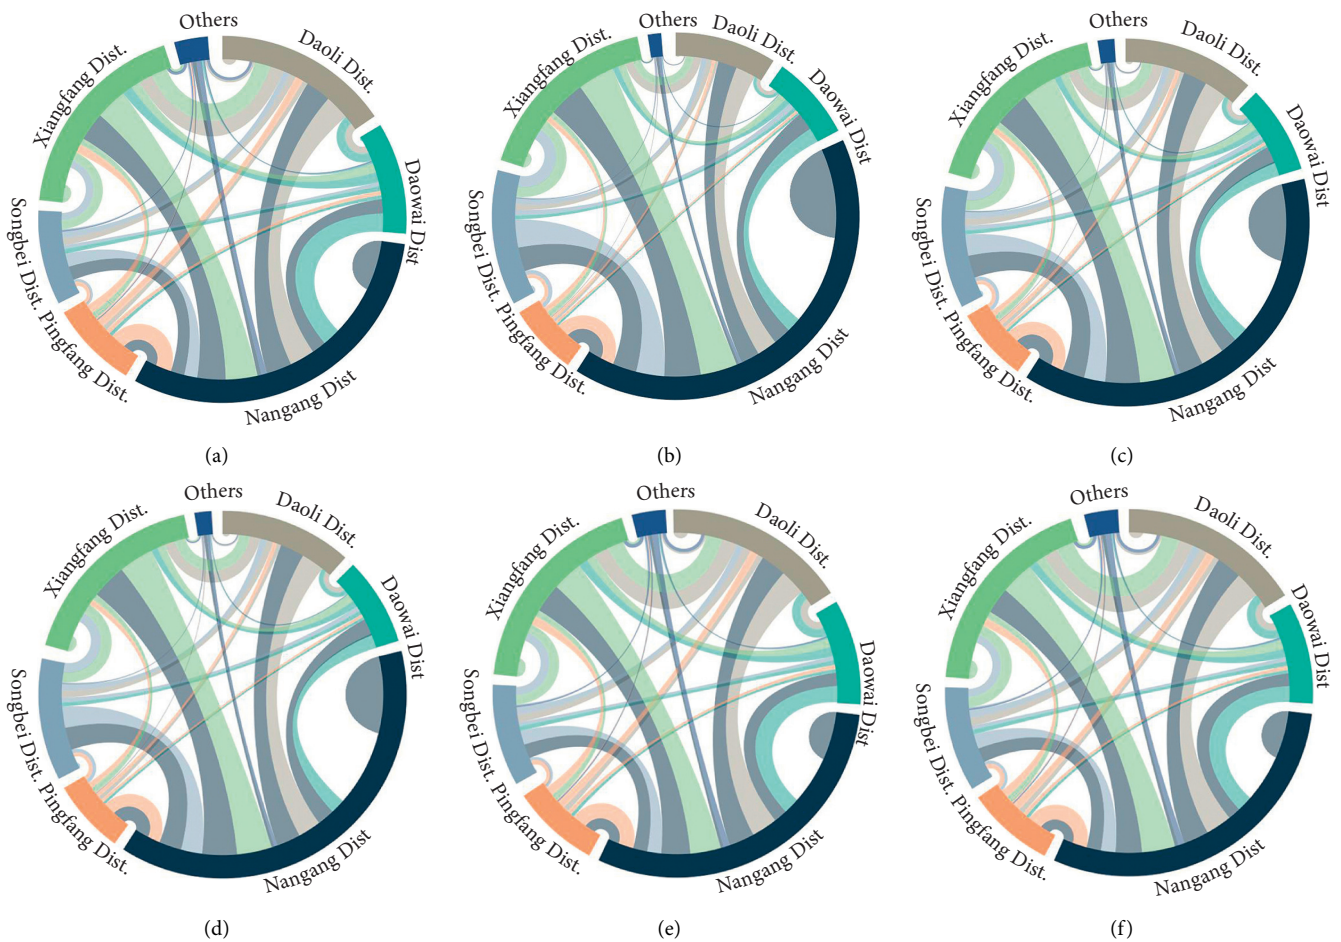 Others
Daoli Dist.
Daowai Dist
Nangang Dist
Pingfang Dist.
Songbei Dist.
Xiangfang Dist.
(a)
Others
Daoli Dist.
Daowai Dist
Nangang Dist
Pingfang Dist.
Songbei Dist.
Xiangfang Dist.
(b)
Others
Daoli Dist.
Daowai Dist
Nangang Dist
Pingfang Dist.
Songbei Dist.
Xiangfang Dist.
(c)
Others
Daoli Dist.
Daowai Dist
Nangang Dist
Pingfang Dist.
Songbei Dist.
Xiangfang Dist.
(d)
Others
Daoli Dist.
Daowai Dist
Nangang Dist
Pingfang Dist.
Songbei Dist.
Xiangfang Dist.
(e)
Others
Daoli Dist.
Daowai Dist
Nangang Dist
Pingfang Dist.
Songbei Dist.
Xiangfang Dist.
(f)